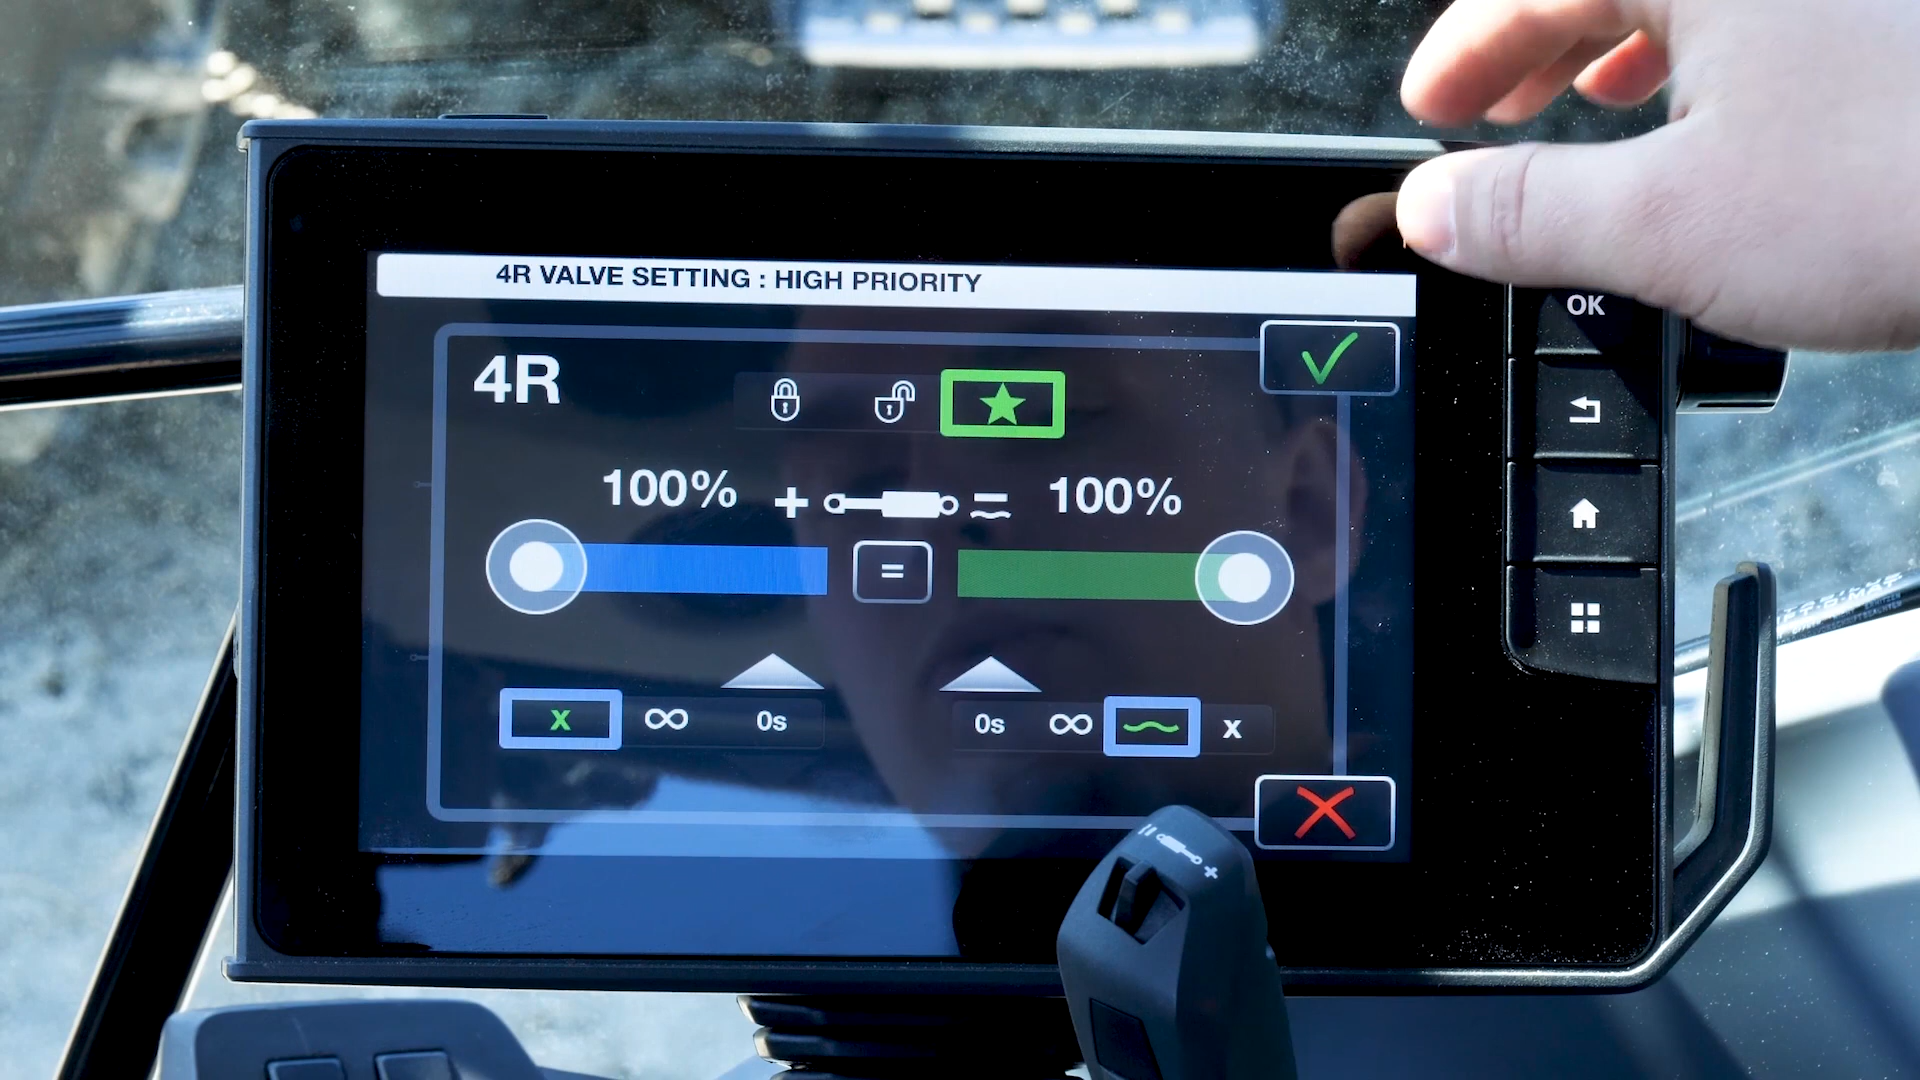 4R VALVE SETTING : HIGH PRIORITY
OK
4R
100% + = 100%
=
x ∞ 0s 0s ∞ x